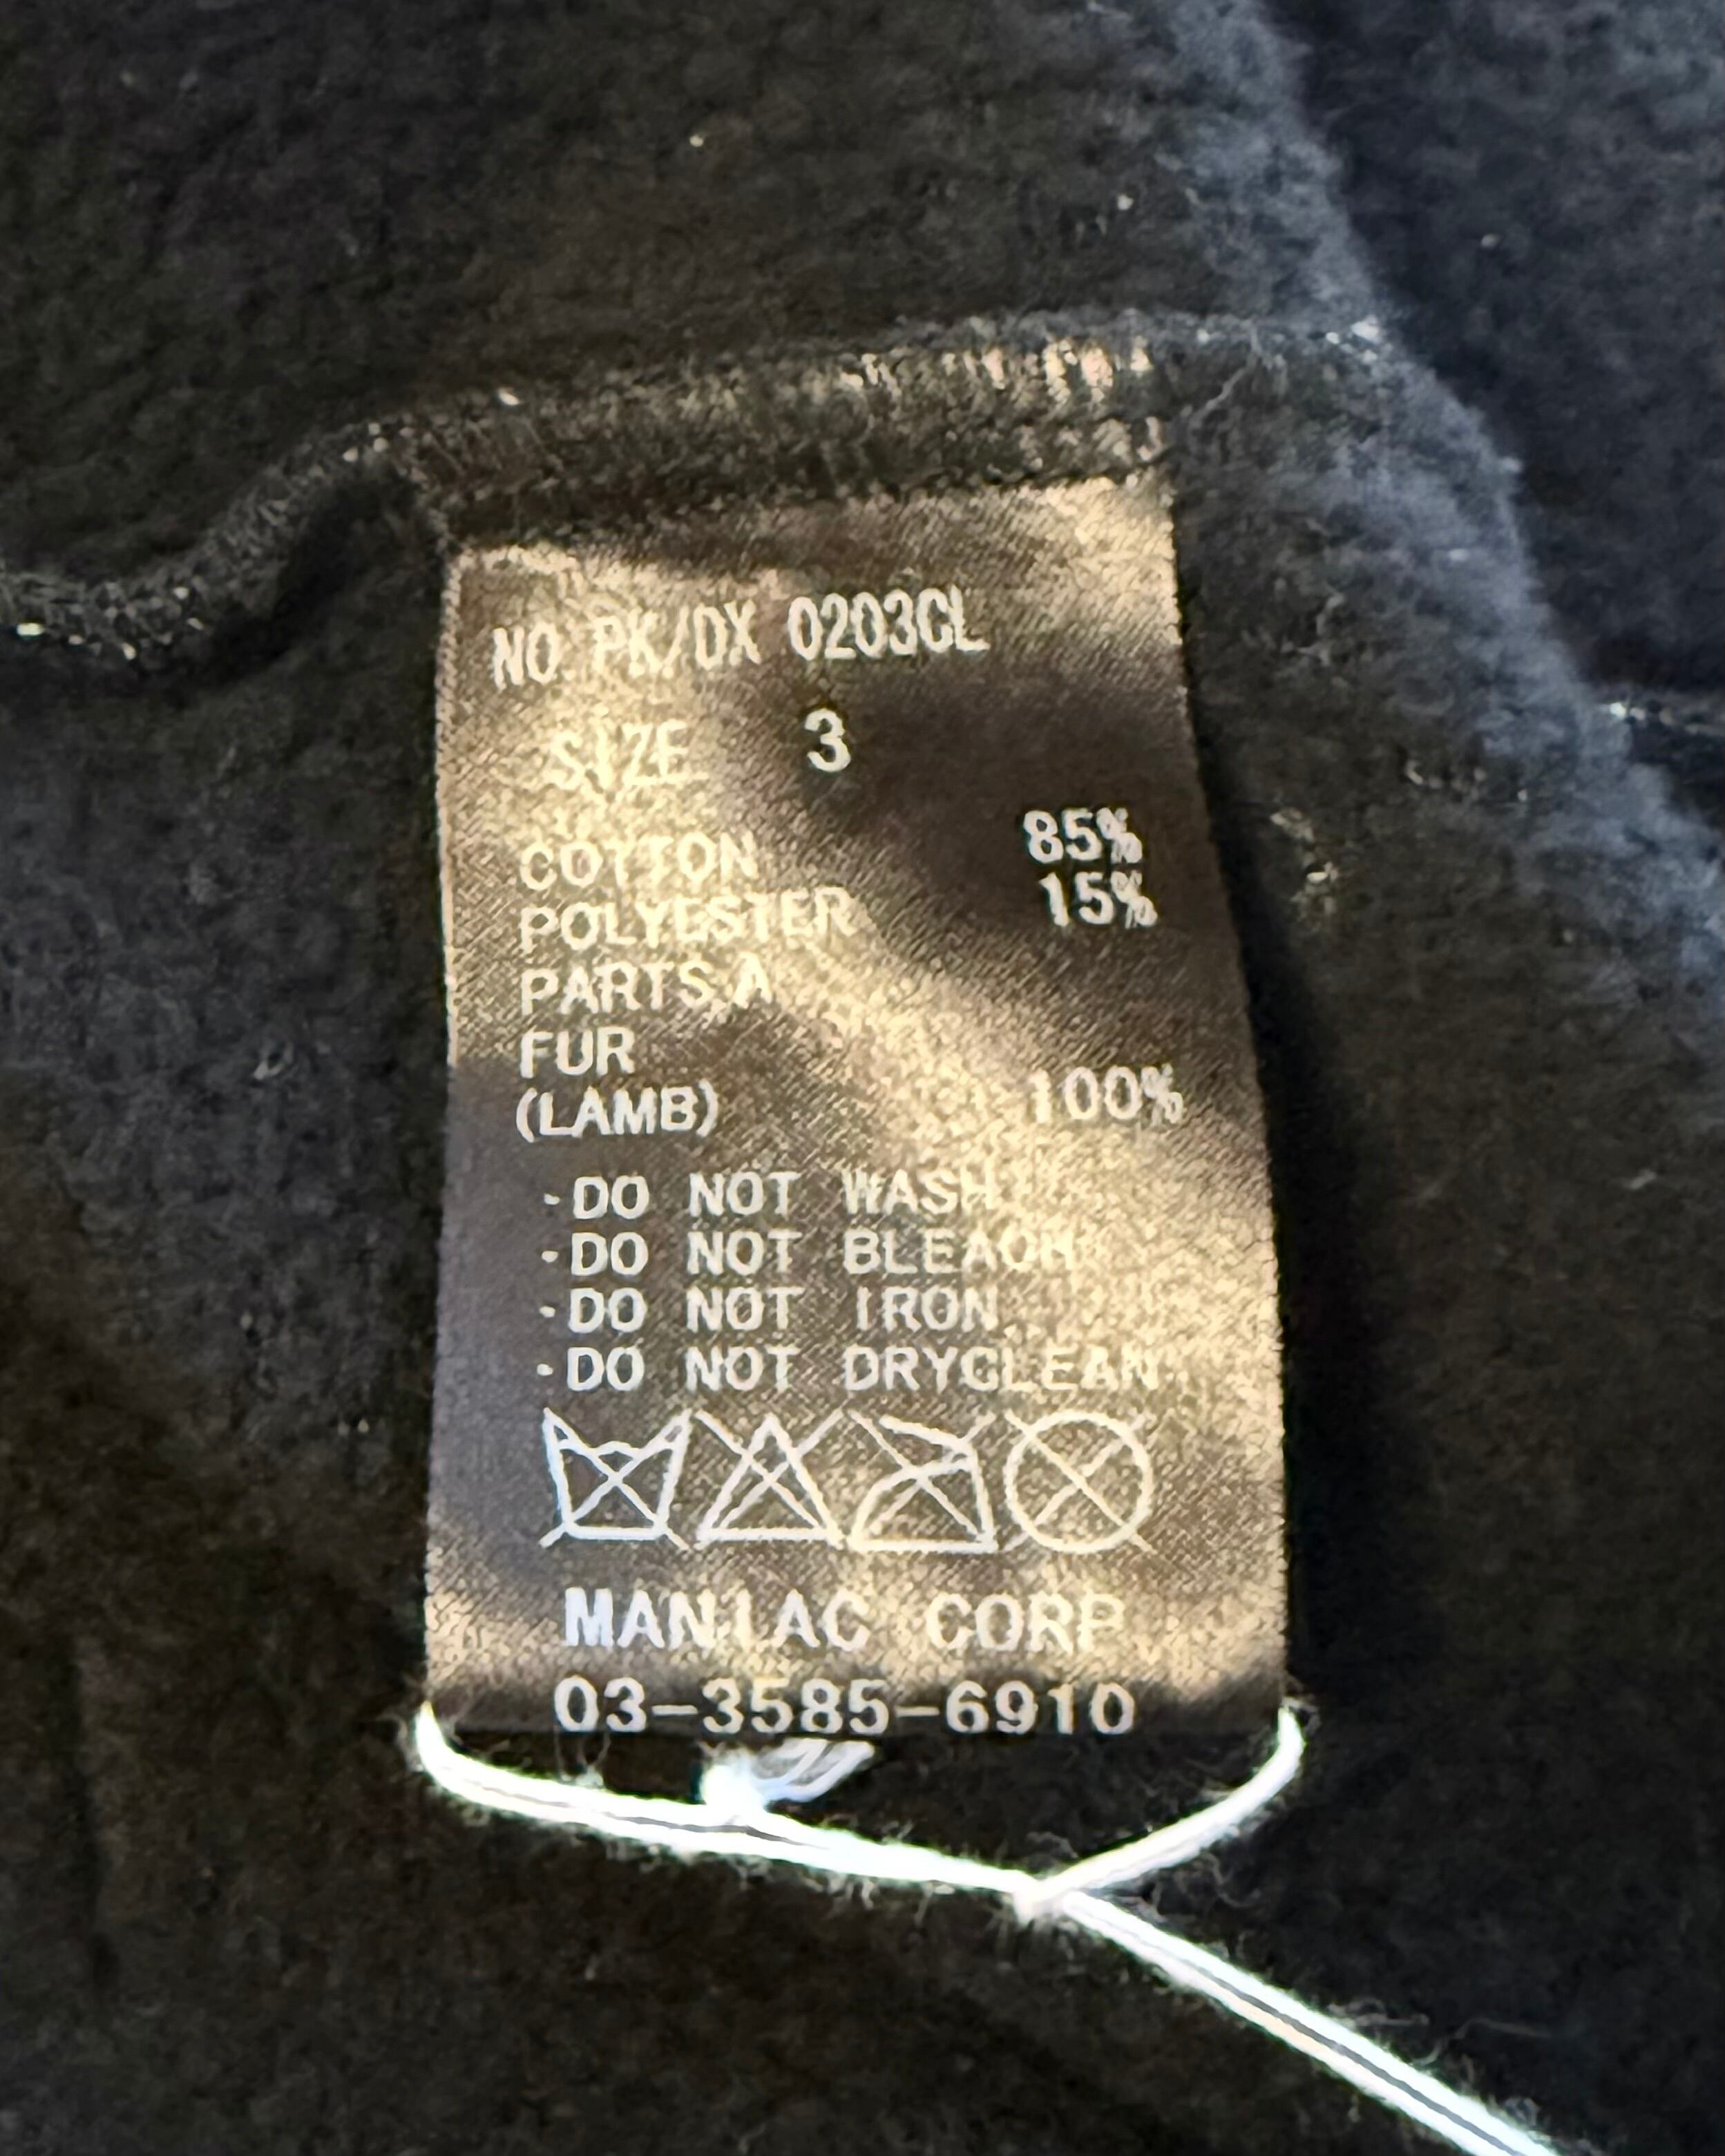 NO. PK/DX 0203CL
SIZE 3
COTTON 85%
POLYESTER 15%
PARTS A
FUR
(LAMB) 100%
-DO NOT WASH
-DO NOT BLEACH
-DO NOT IRON
-DO NOT DRYCLEAN
MANIAC CORP
03-3585-6910